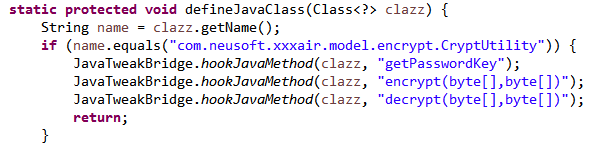 static protected void defineJavaClass(Class<?> clazz) {
String name = clazz.getName();
if (name.equals("com.neusoft.xxxair.model.encrypt.CryptUtility")) {
JavaTweakBridge.hookJavaMethod(clazz, "getPasswordKey");
JavaTweakBridge.hookJavaMethod(clazz, "encrypt(byte[],byte[])");
JavaTweakBridge.hookJavaMethod(clazz, "decrypt(byte[],byte[])");
return;
}